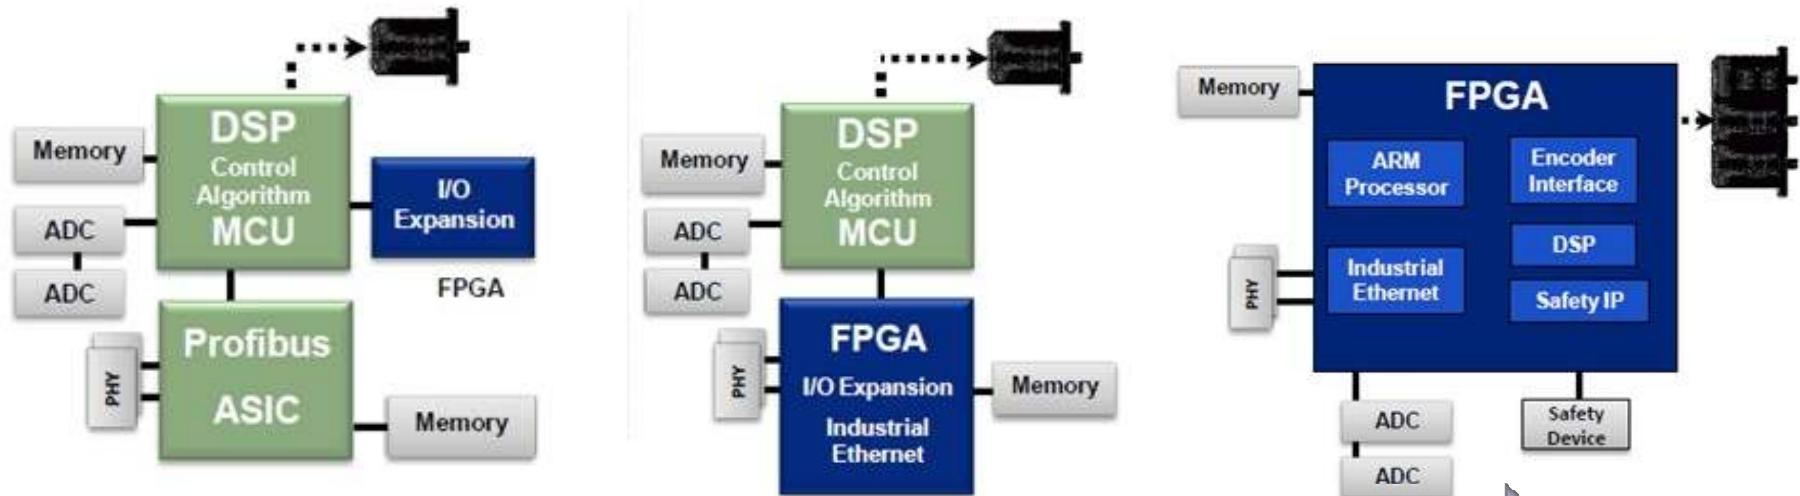 Memory
ADC
ADC
DSP
Control
Algorithm
MCU
I/O
Expansion
FPGA
PHY
Profibus
ASIC
Memory
Memory
ADC
ADC
DSP
Control
Algorithm
MCU
PHY
FPGA
I/O Expansion
Industrial
Ethernet
Memory
Memory
FPGA
ARM
Processor
Encoder
Interface
DSP
Industrial
Ethernet
Safety IP
PHY
ADC
ADC
Safety
Device